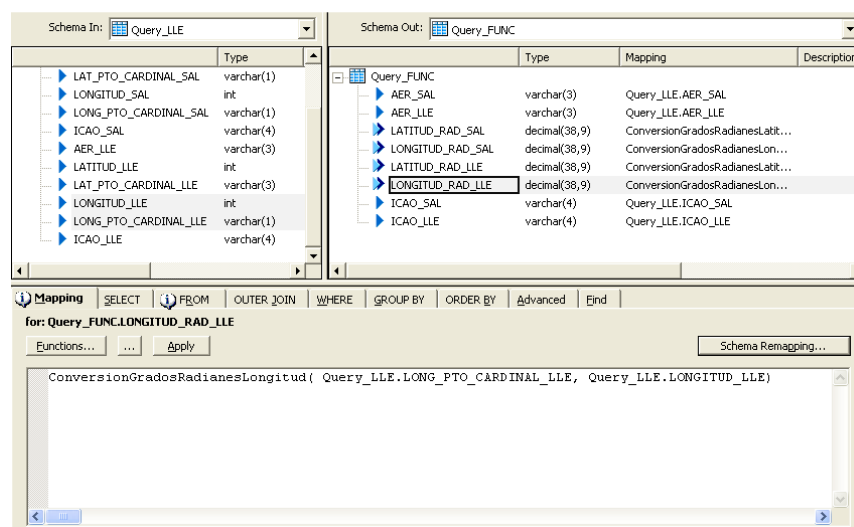 Schema In: Query_LLE Schema Out: Query_FUNC
Type Type Mapping Description
LAT_PTO_CARDINAL_SAL varchar(1) Query_FUNC
LONGITUD_SAL int AER_SAL varchar(3) Query_LLE.AER_SAL
LONG_PTO_CARDINAL_SAL varchar(1) AER_LLE varchar(3) Query_LLE.AER_LLE
ICAO_SAL varchar(4) LATITUD_RAD_SAL decimal(38,9) ConversionGradosRadianesLatit...
AER_LLE varchar(3) LONGITUD_RAD_SAL decimal(38,9) ConversionGradosRadianesLon...
LATITUD_LLE int LATITUD_RAD_LLE decimal(38,9) ConversionGradosRadianesLatit...
LAT_PTO_CARDINAL_LLE varchar(3) LONGITUD_RAD_LLE decimal(38,9) ConversionGradosRadianesLon...
LONGITUD_LLE int ICAO_SAL varchar(4) Query_LLE.ICAO_SAL
LONG_PTO_CARDINAL_LLE varchar(1) ICAO_LLE varchar(4) Query_LLE.ICAO_LLE
ICAO_LLE varchar(4)
Mapping SELECT FROM OUTER JOIN WHERE GROUP BY ORDER BY Advanced Find
for: Query_FUNC.LONGITUD_RAD_LLE
Functions... ... Apply Schema Remapping...
ConversionGradosRadianesLongitud( Query_LLE.LONG_PTO_CARDINAL_LLE, Query_LLE.LONGITUD_LLE)